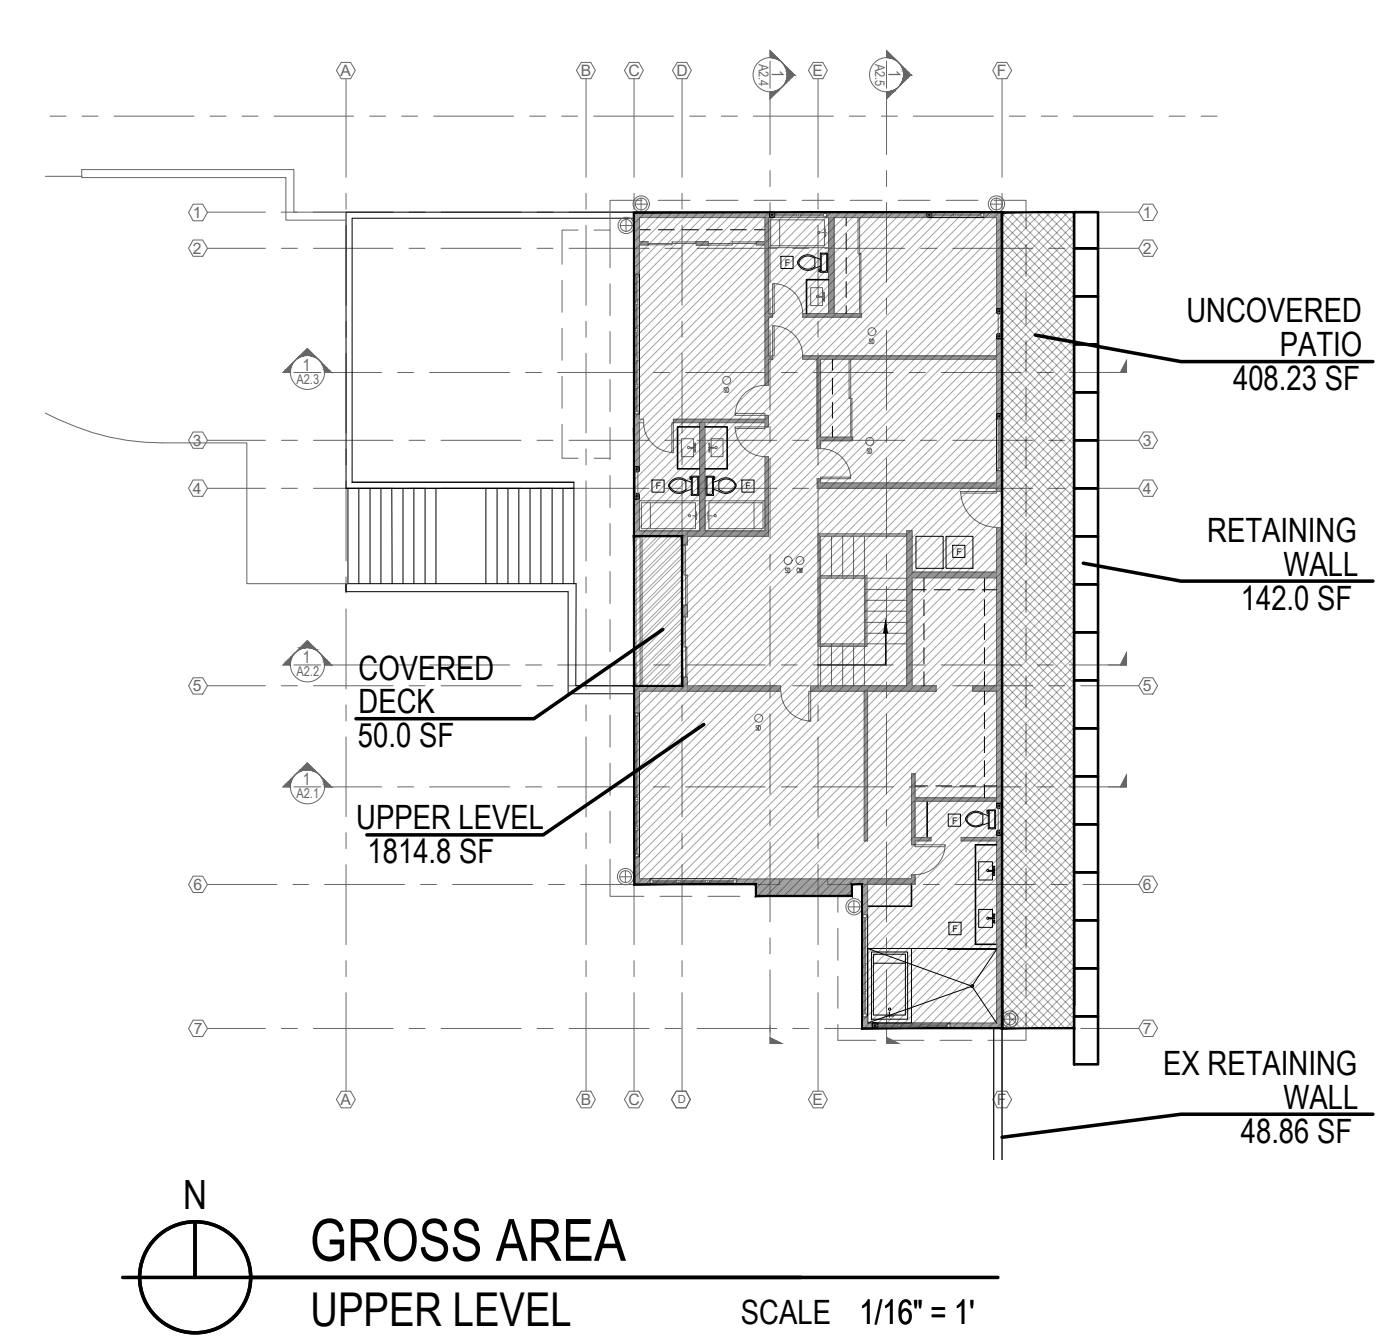 A B C D 1 A2.4 E 1 A2.5 F
1 1
2 2
UNCOVERED
PATIO
408.23 SF
1
A2.3
3 3
4 4
F
F
F
F
RETAINING
WALL
142.0 SF
1
A2.2
COVERED
DECK
50.0 SF
5 5
1
A2.1
UPPER LEVEL
1814.8 SF
F
F
6 6
7 7
EX RETAINING
WALL
48.86 SF
A B C D E F
N
GROSS AREA
UPPER LEVEL
SCALE 1/16" = 1'